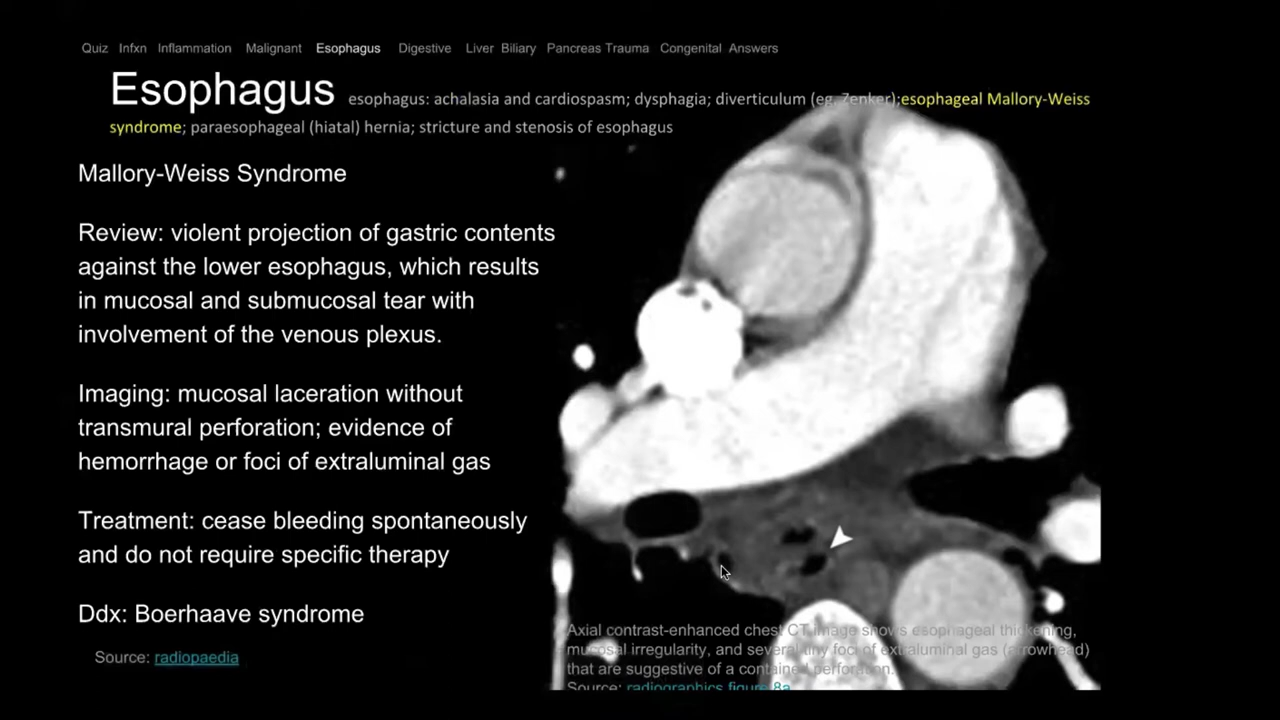 Quiz Infxn Inflammation Malignant Esophagus Digestive Liver Biliary Pancreas Trauma Congenital Answers
Esophagus esophagus: achalasia and cardiospasm; dysphagia; diverticulum (eg, Zenker);esophageal Mallory-Weiss
syndrome; paraesophageal (hiatal) hernia; stricture and stenosis of esophagus
Mallory-Weiss Syndrome
Review: violent projection of gastric contents
against the lower esophagus, which results
in mucosal and submucosal tear with
involvement of the venous plexus.
Imaging: mucosal laceration without
transmural perforation; evidence of
hemorrhage or foci of extraluminal gas
Treatment: cease bleeding spontaneously
and do not require specific therapy
Ddx: Boerhaave syndrome
Source: radiopaedia
Axial contrast-enhanced chest CT image shows esophageal thickening,
mucosal irregularity, and several tiny foci of extraluminal gas (arrowhead)
that are suggestive of a contained perforation.
Source: radiographics figure 8a